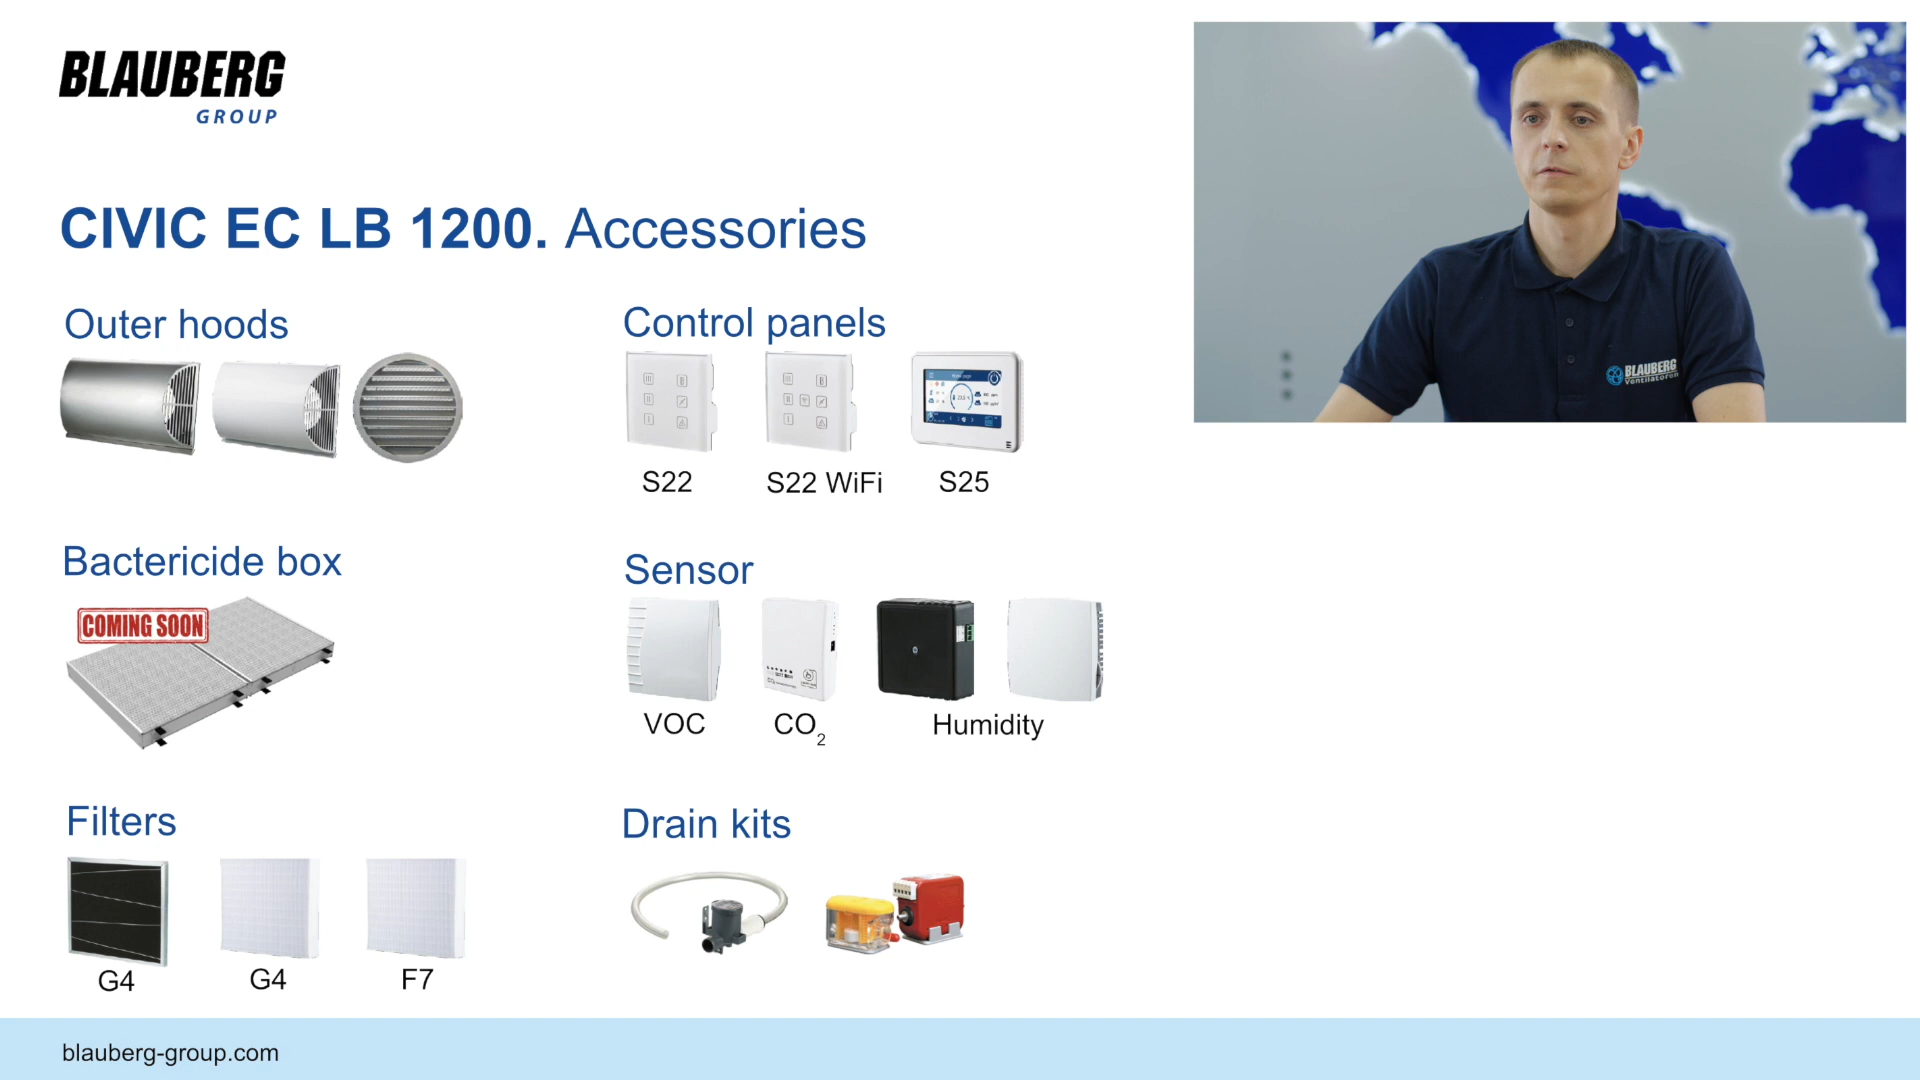 BLAUBERG
GROUP
CIVIC EC LB 1200. Accessories
Outer hoods
Control panels
S22
S22 WiFi
S25
Bactericide box
COMING SOON
Sensor
VOC
CO2
Humidity
Filters
G4
G4
F7
Drain kits
BLAUBERG
Ventilatoren
blauberg-group.com